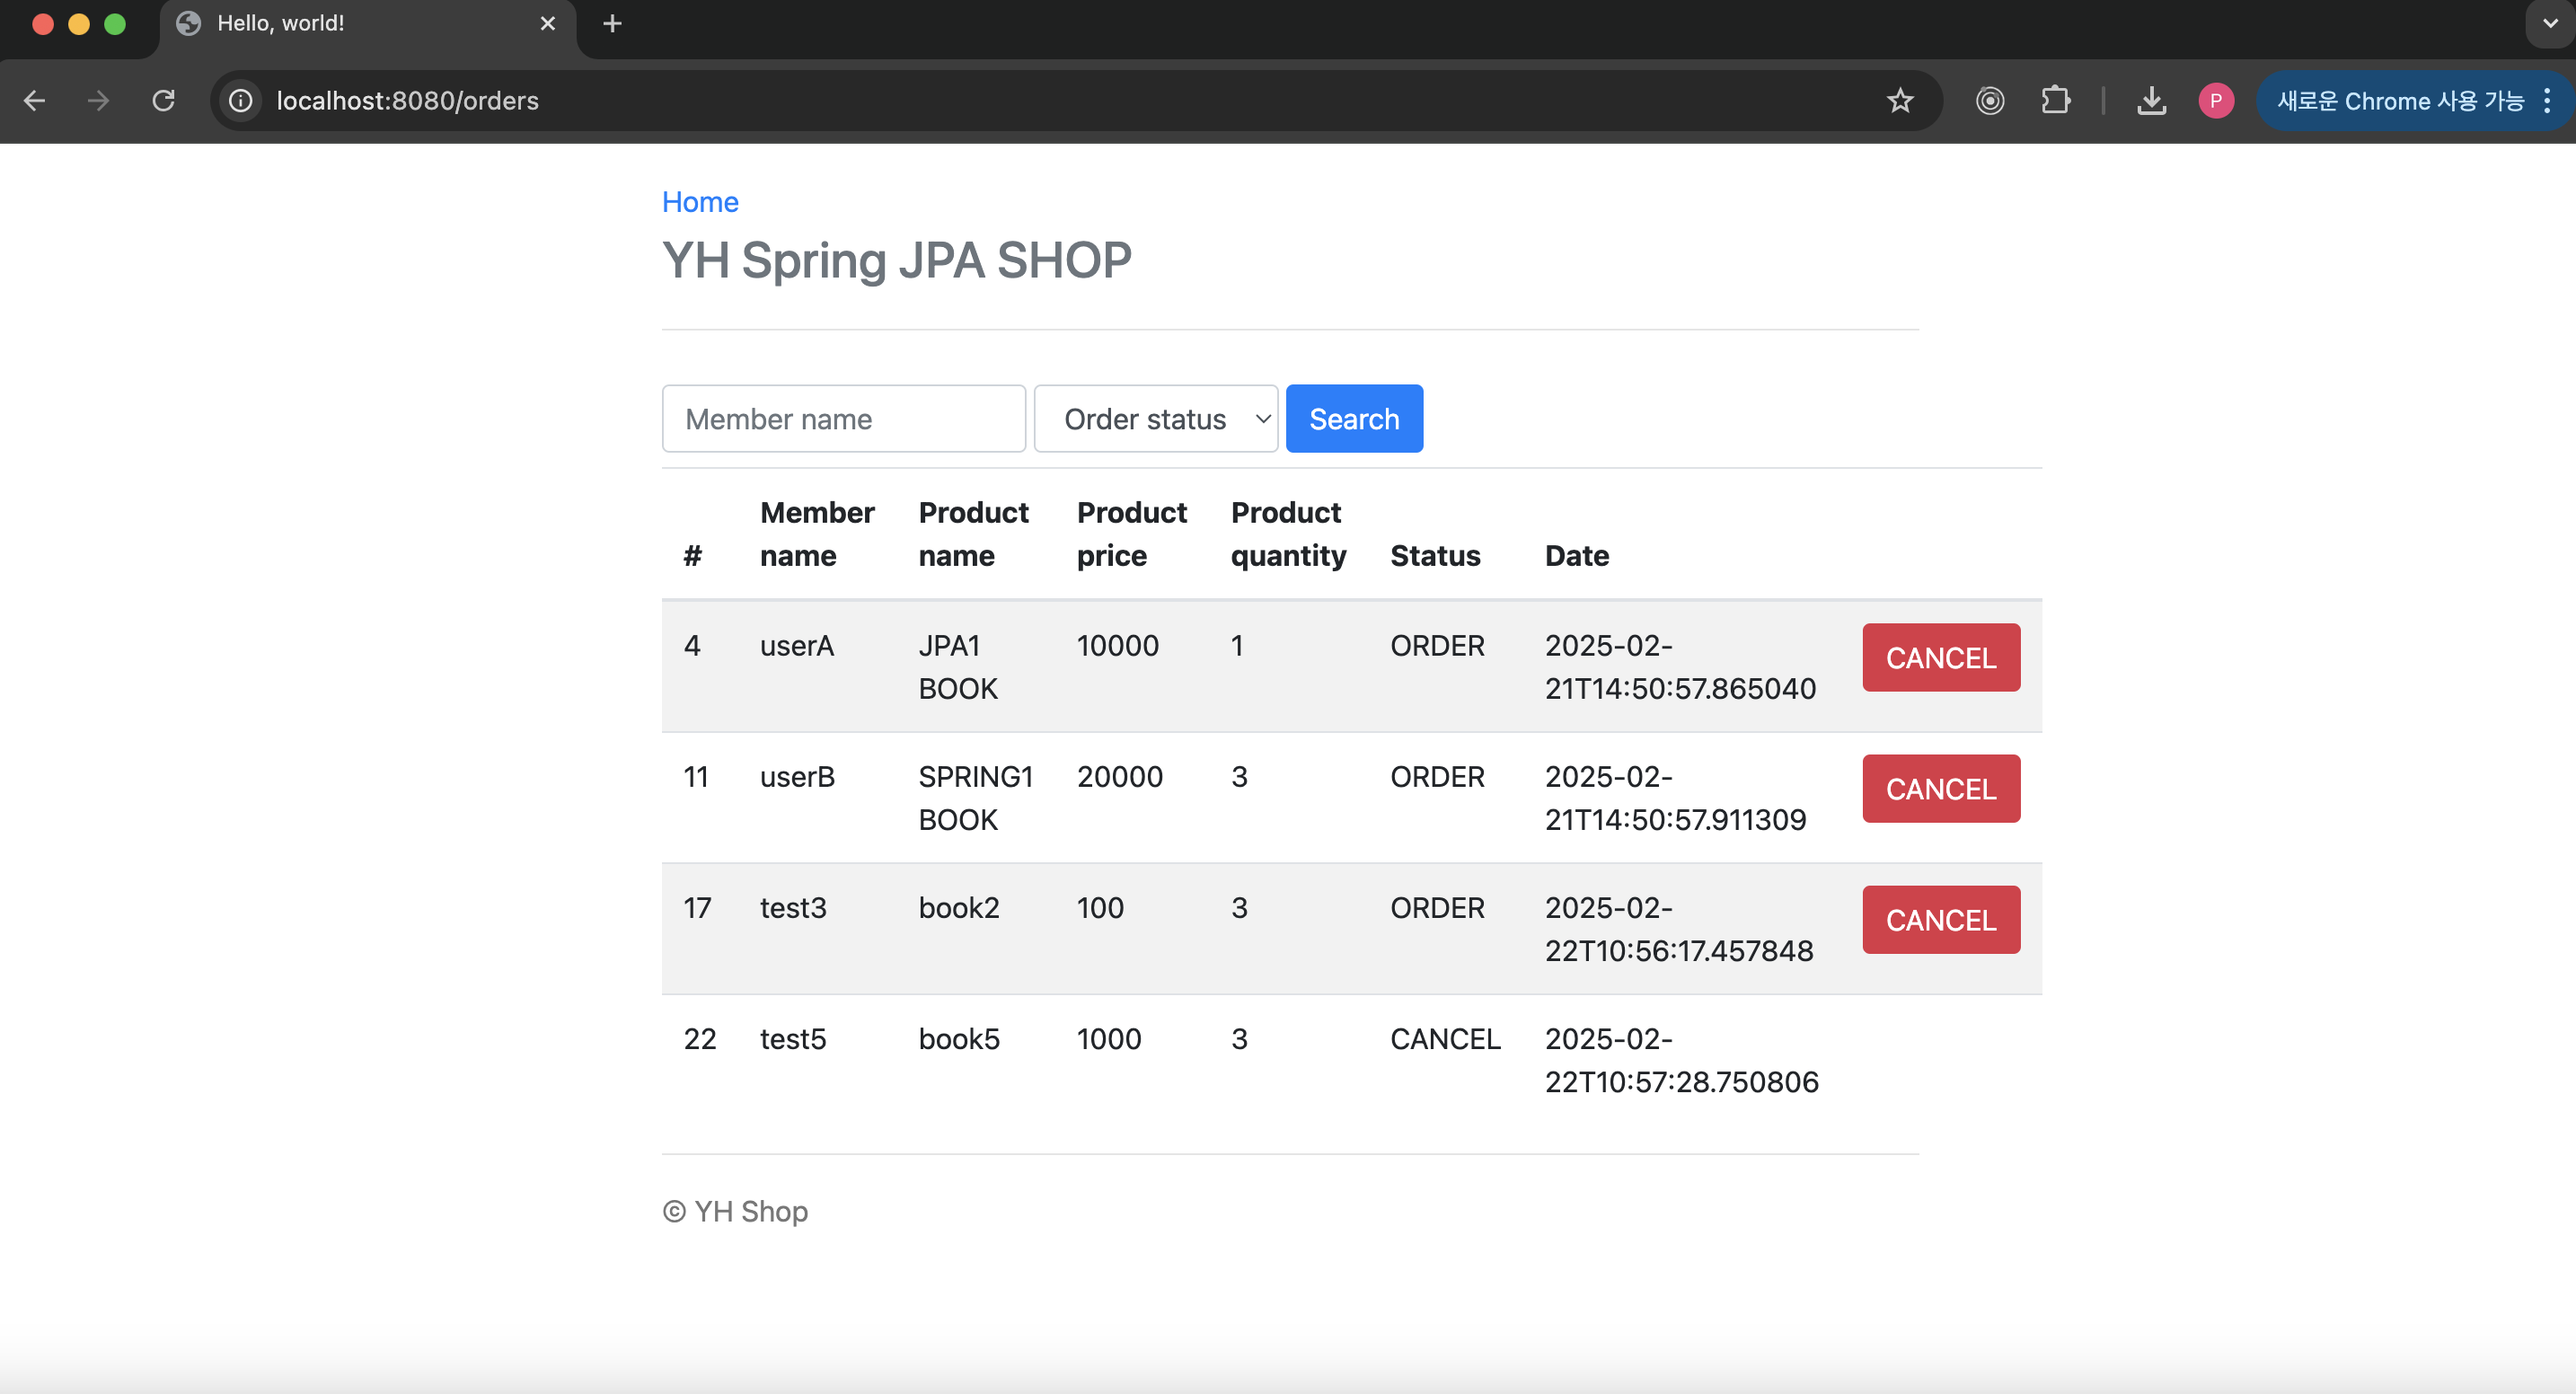 Hello, world!
localhost:8080/orders
P
새로운 Chrome 사용 가능
Home
YH Spring JPA SHOP
Member name
Order status
Search
# Member name Product name Product price Product quantity Status Date
4 userA JPA1 BOOK 10000 1 ORDER 2025-02-21T14:50:57.865040 CANCEL
11 userB SPRING1 BOOK 20000 3 ORDER 2025-02-21T14:50:57.911309 CANCEL
17 test3 book2 100 3 ORDER 2025-02-22T10:56:17.457848 CANCEL
22 test5 book5 1000 3 CANCEL 2025-02-22T10:57:28.750806
© YH Shop